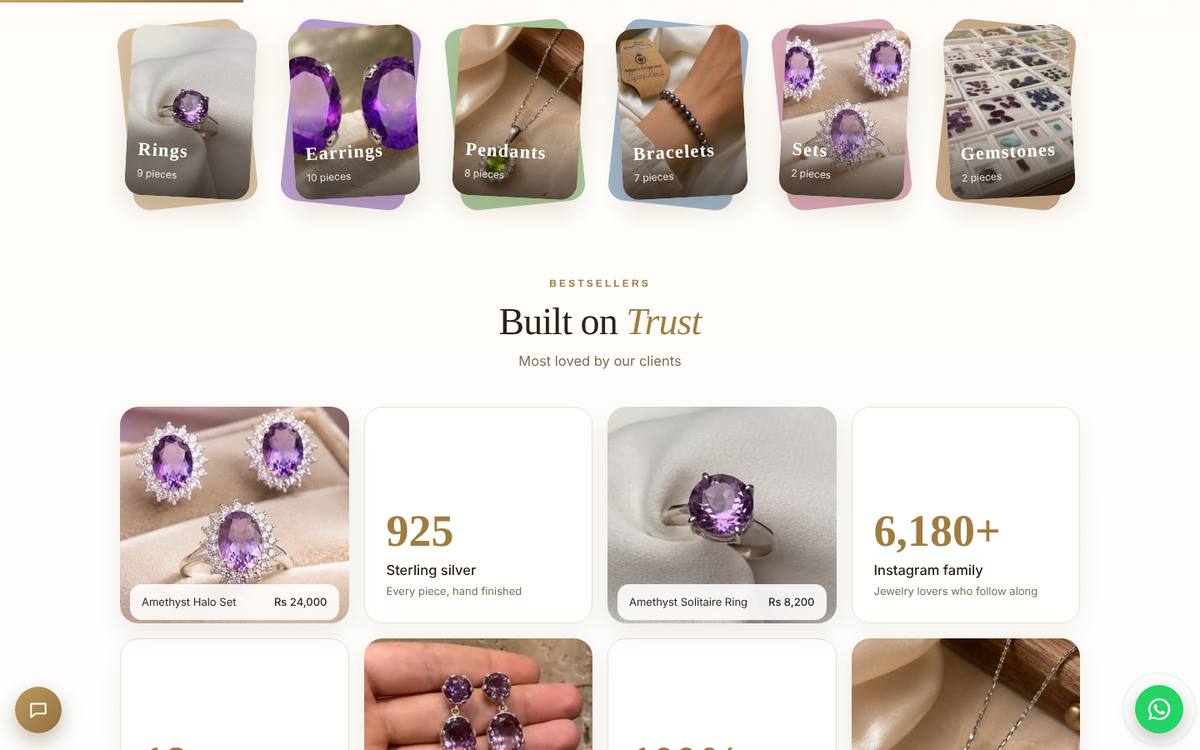 Rings
9 pieces
Earrings
10 pieces
Pendants
8 pieces
Bracelets
7 pieces
Sets
2 pieces
Gemstones
2 pieces
BESTSELLERS
Built on Trust
Most loved by our clients
Amethyst Halo Set Rs 24,000
925
Sterling silver
Every piece, hand finished
Amethyst Solitaire Ring Rs 8,200
6,180+
Instagram family
Jewelry lovers who follow along